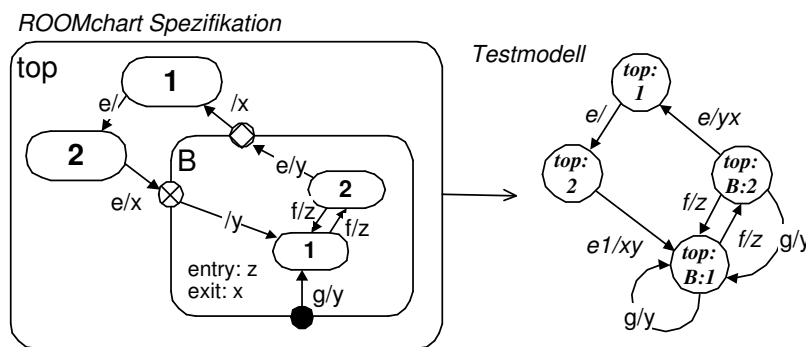 ROOMchart Spezifikation
top
1
e/
/x
2
B
e/y
2
e/x
/y
f/z
f/z
1
entry: z
exit: x
g/y
Testmodell
top:
1
e/
e/yx
top:
2
top:
B:2
f/z
f/z
g/y
e1/xy
top:
B:1
g/y